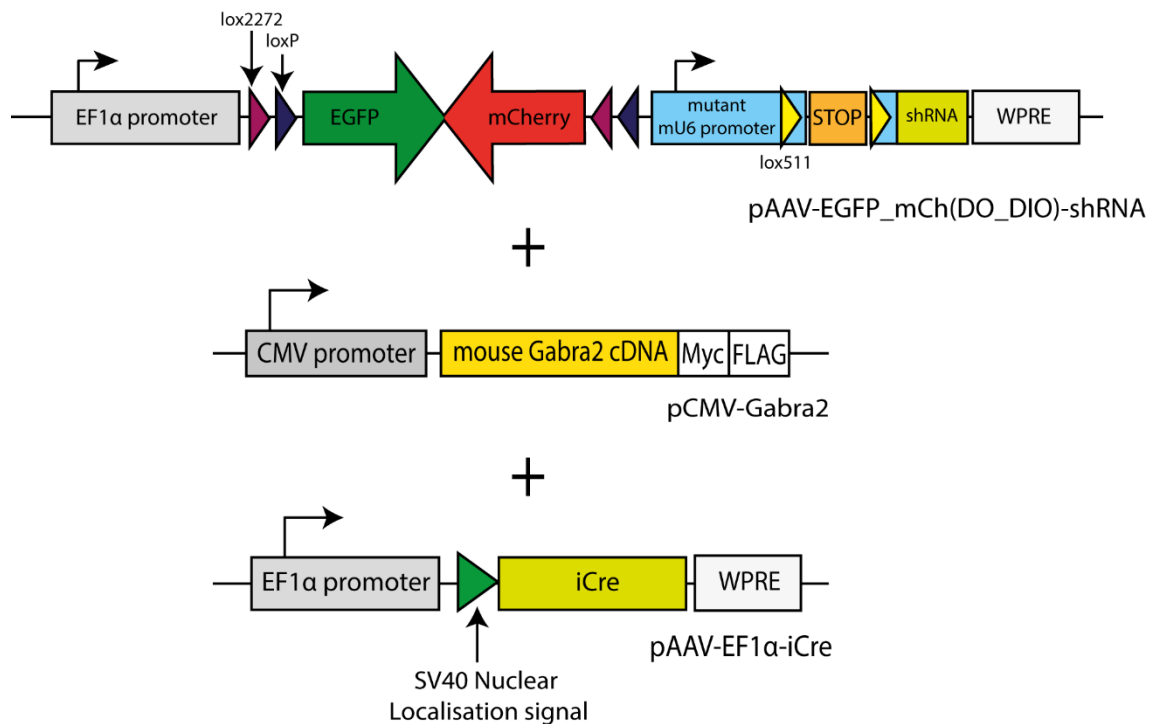 lox2272
loxP
EF1α promoter
EGFP
mCherry
mutant
mU6 promoter
STOP
shRNA
WPRE
lox511
pAAV-EGFP_mCh(DO_DIO)-shRNA
+
CMV promoter
mouse Gabra2 cDNA
Myc
FLAG
pCMV-Gabra2
+
EF1α promoter
iCre
WPRE
pAAV-EF1α-iCre
SV40 Nuclear
Localisation signal